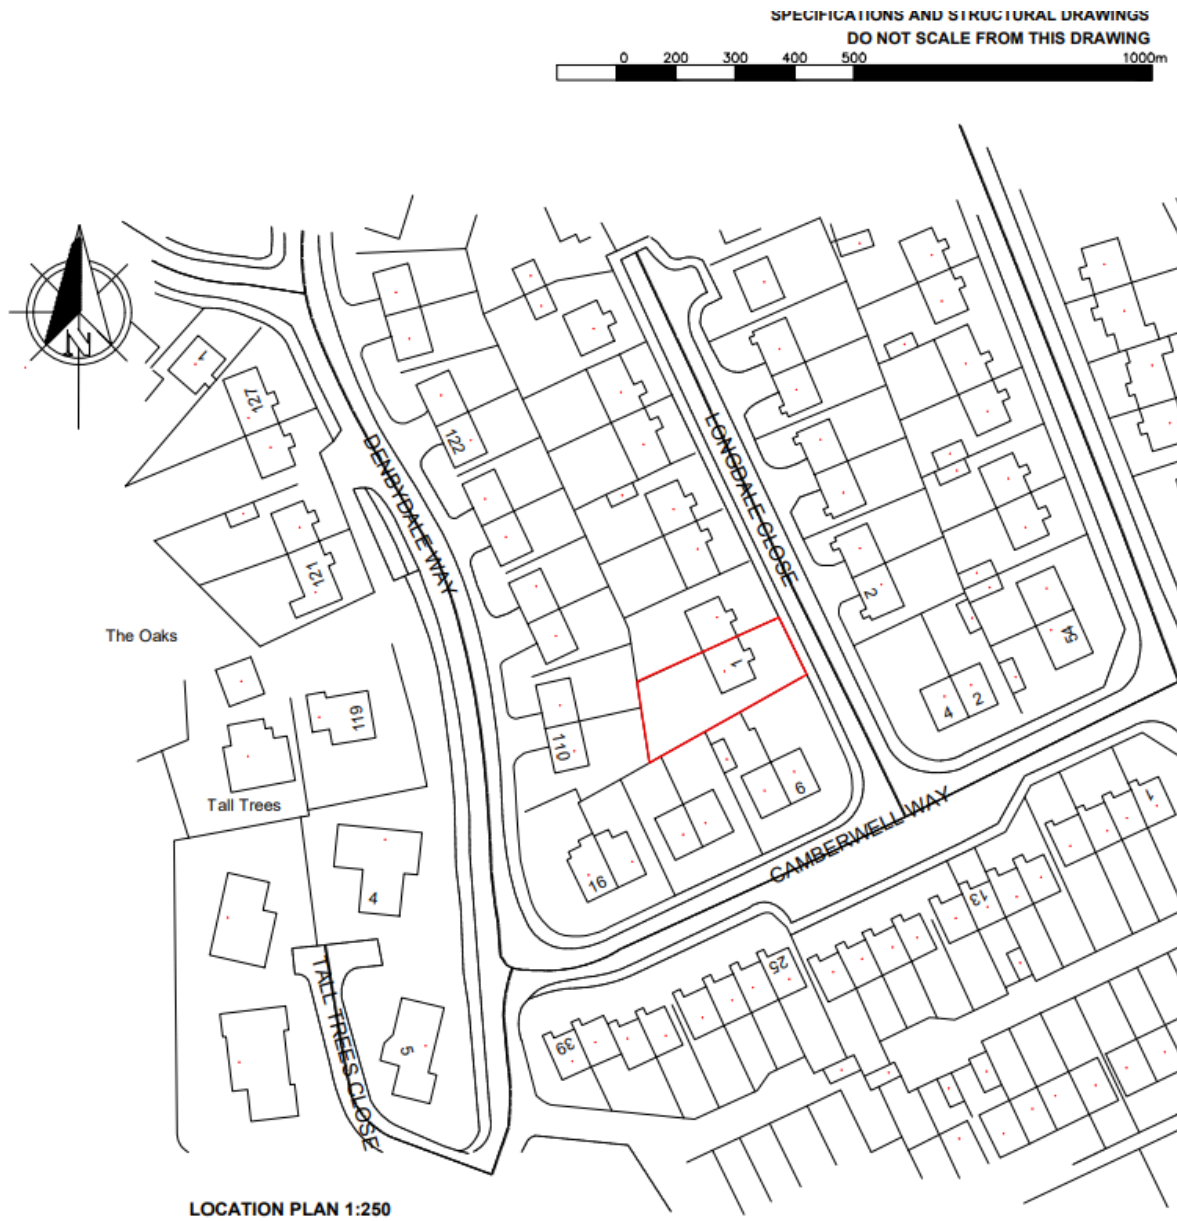 SPECIFICATIONS AND STRUCTURAL DRAWINGS
DO NOT SCALE FROM THIS DRAWING
0 200 300 400 500 1000m
N
1
127
122
DENBYDALE WAY
LONGDALE CLOSE
121
2
54
The Oaks
1
119
110
4 2
6
Tall Trees
CAMBERWELL WAY
1
16
4
13
25
TALL TREES CLOSE
39
5
LOCATION PLAN 1:250